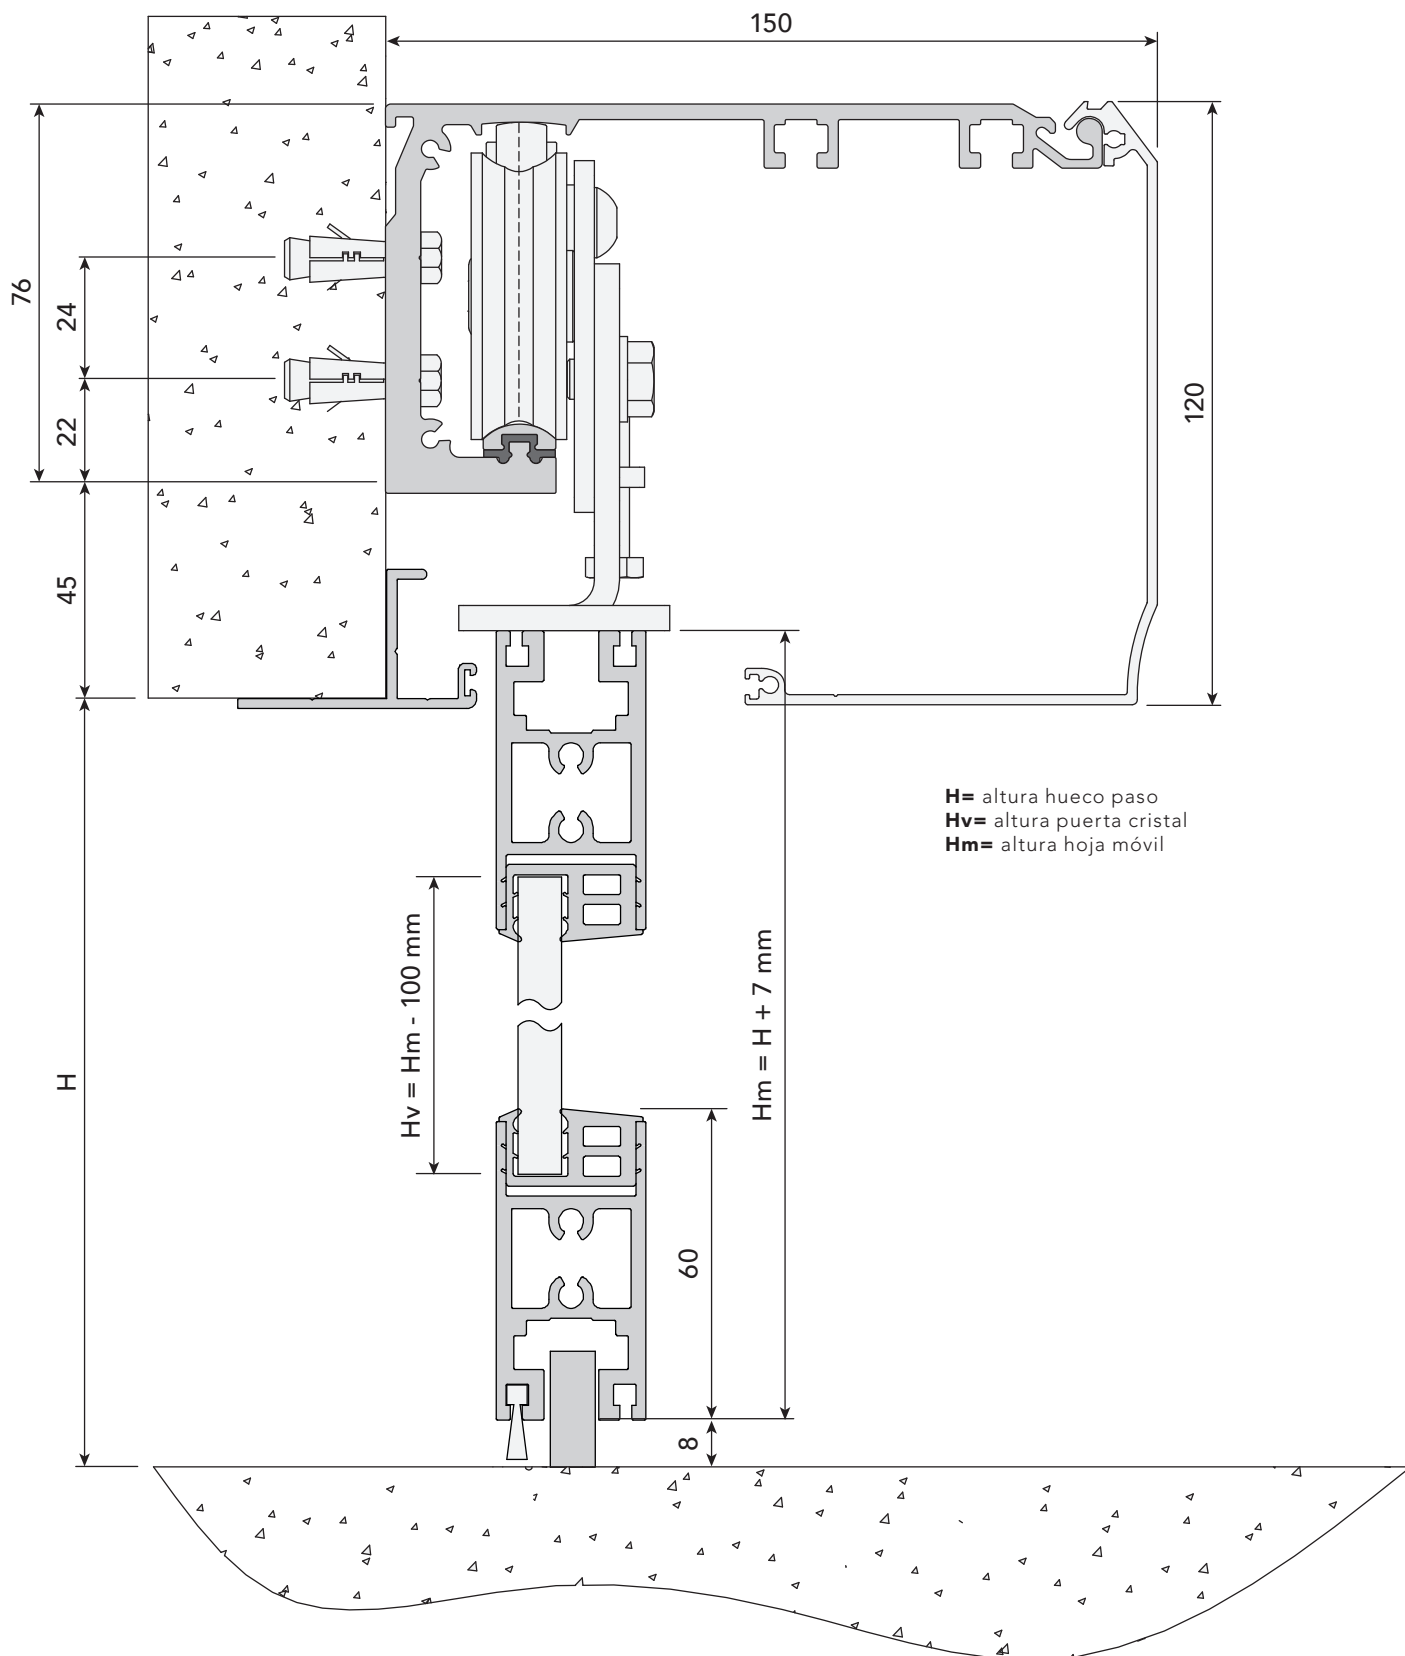 150
76
24
22
45
120
H= altura hueco paso
Hv= altura puerta cristal
Hm= altura hoja móvil
Hv = Hm - 100 mm
Hm = H + 7 mm
H
60
8